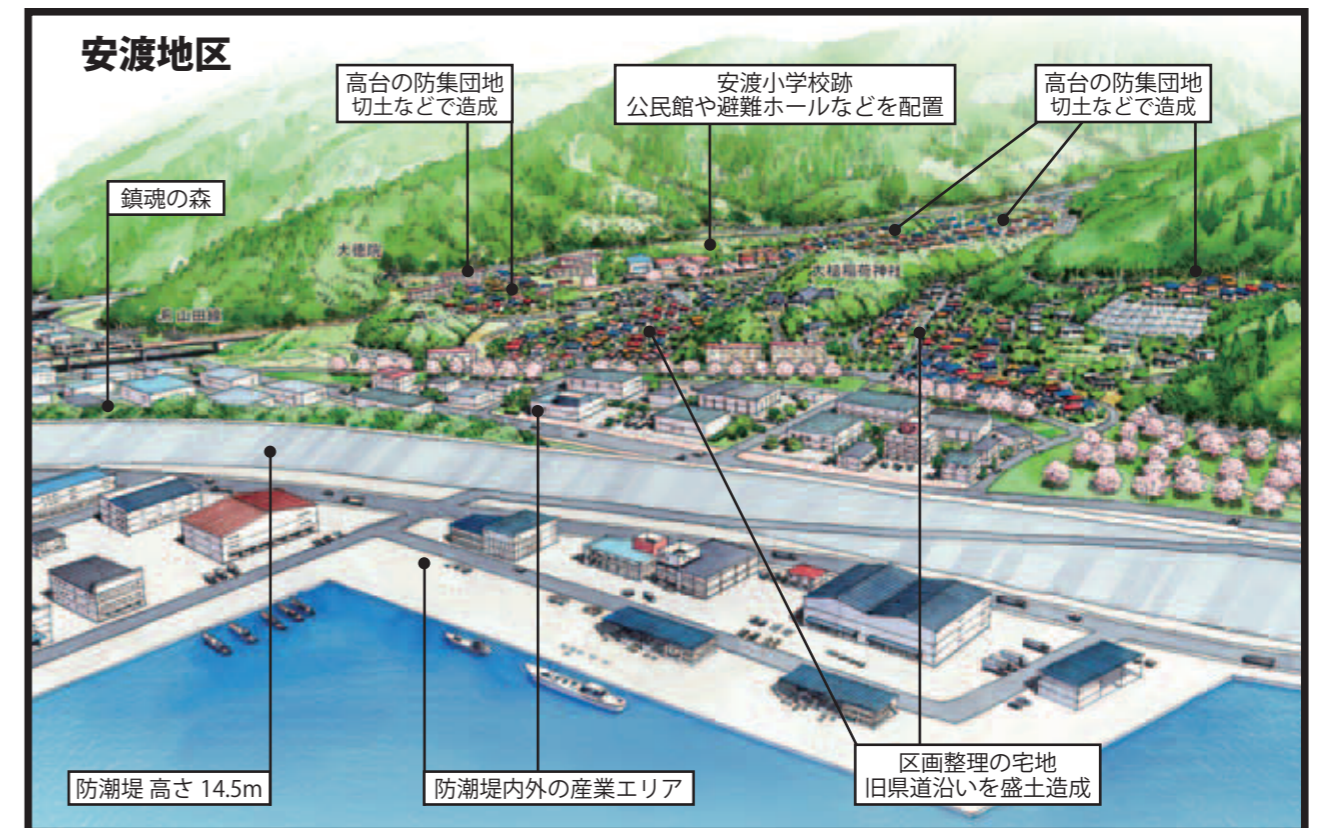 安渡地区
高台の防集団地
切土などで造成
安渡小学校跡
公民館や避難ホールなどを配置
高台の防集団地
切土などで造成
鎮魂の森
大徳院
大槌稲荷神社
JR山田線
防潮堤 高さ 14.5m
防潮堤内外の産業エリア
区画整理の宅地
旧県道沿いを盛土造成